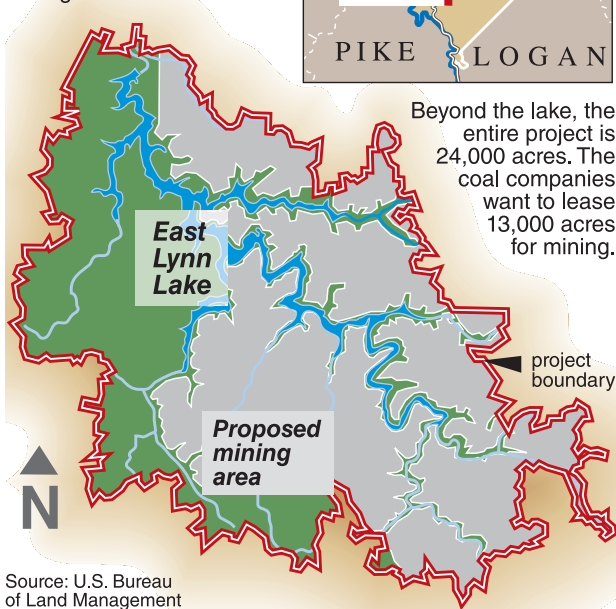 PIKE
LOGAN
Beyond the lake, the
entire project is
24,000 acres. The
coal companies
want to lease
13,000 acres
for mining.
East
Lynn
Lake
project
boundary
Proposed
mining
area
N
Source: U.S. Bureau
of Land Management